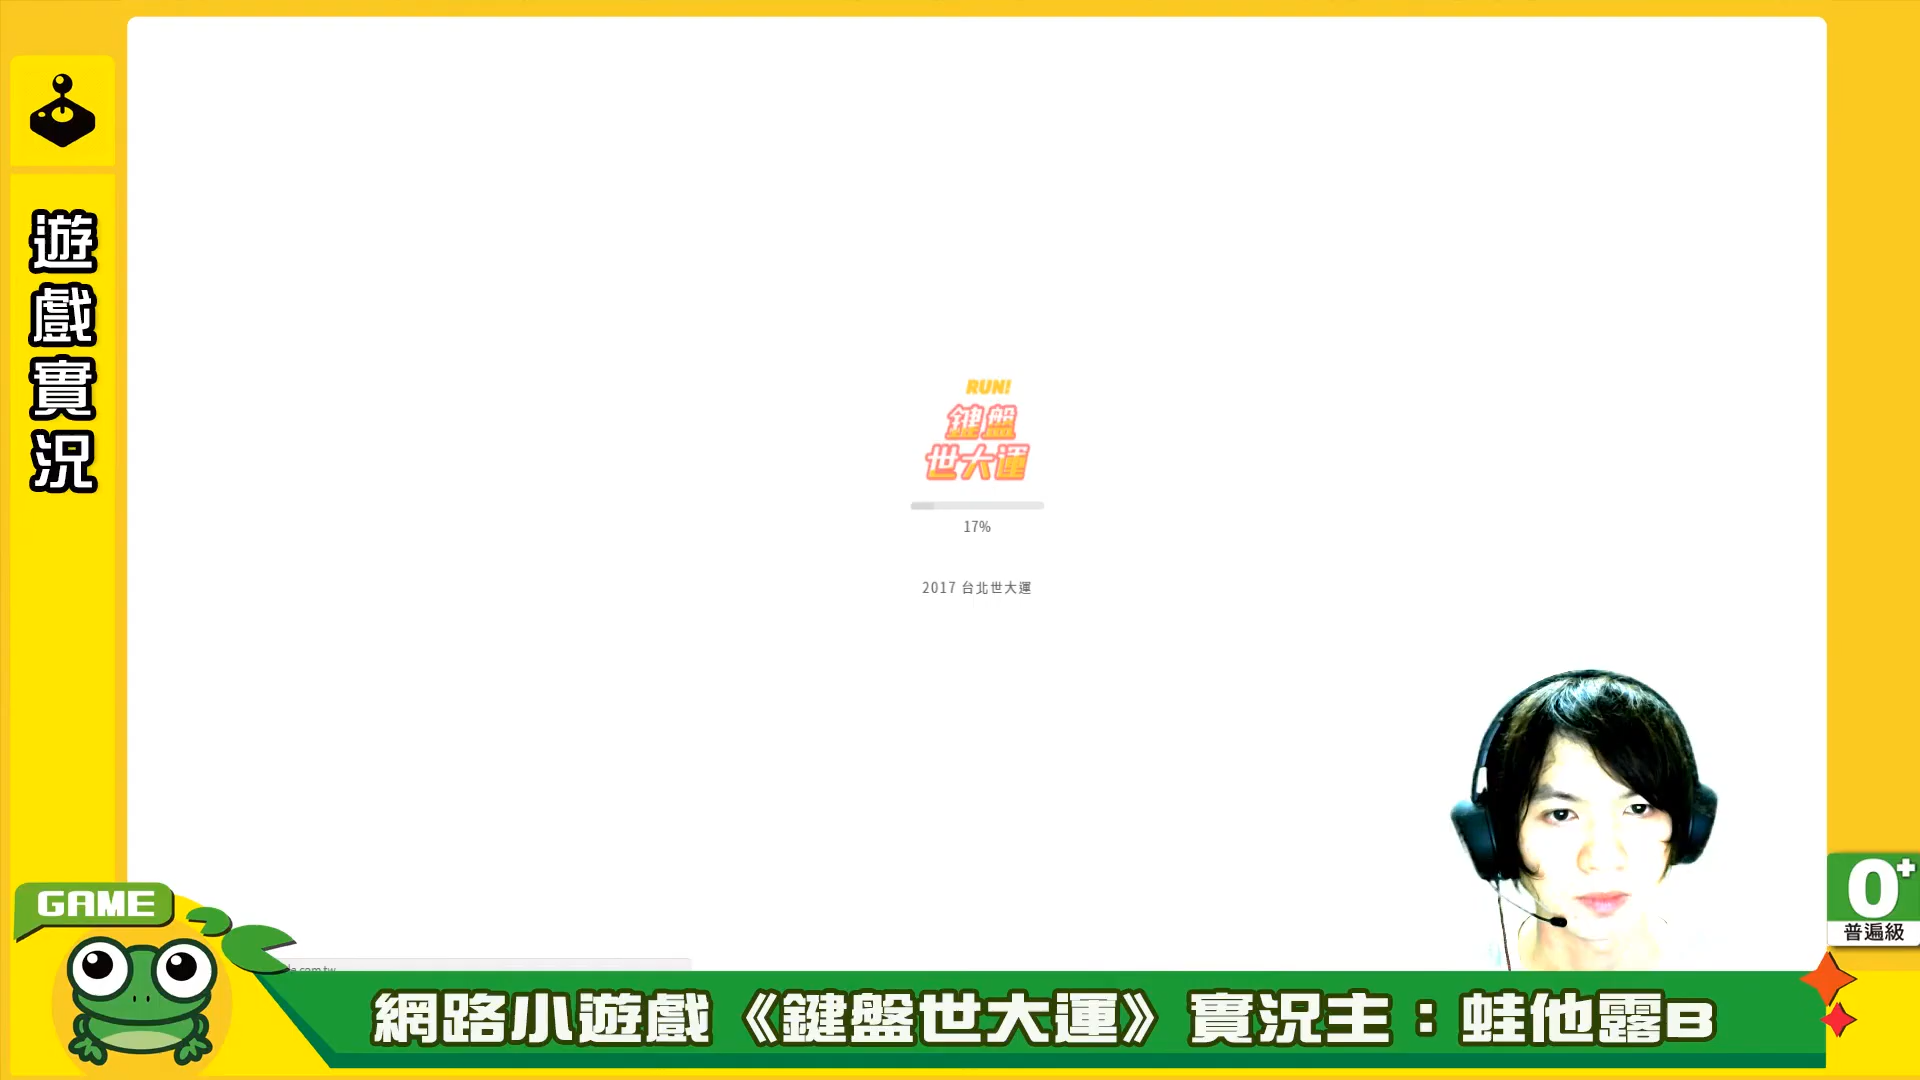 遊戲實況
RUN!
鍵盤
世大運
17%
2017 台北世大運
GAME
0+
普遍級
網路小遊戲《鍵盤世大運》實況主：蛙他露B